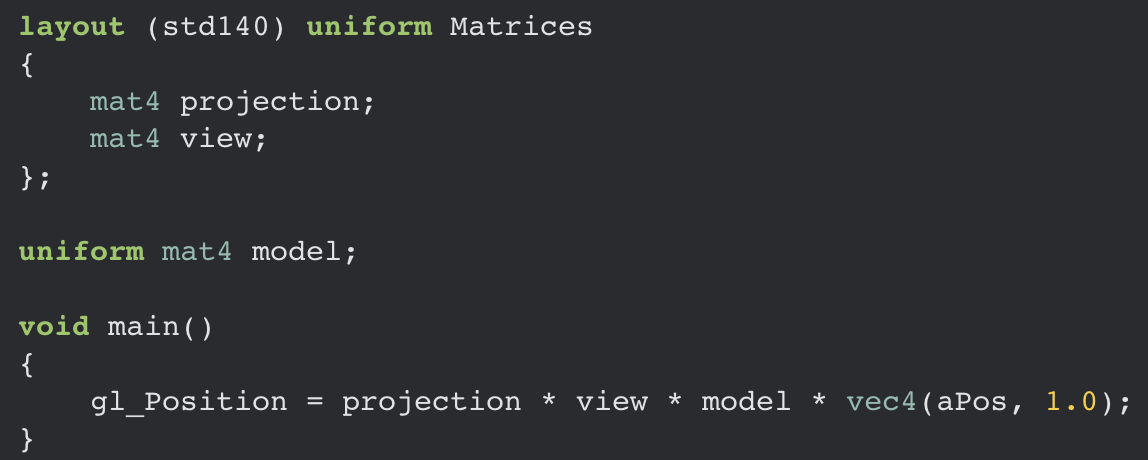 layout (std140) uniform Matrices
{
    mat4 projection;
    mat4 view;
};

uniform mat4 model;

void main()
{
    gl_Position = projection * view * model * vec4(aPos, 1.0);
}